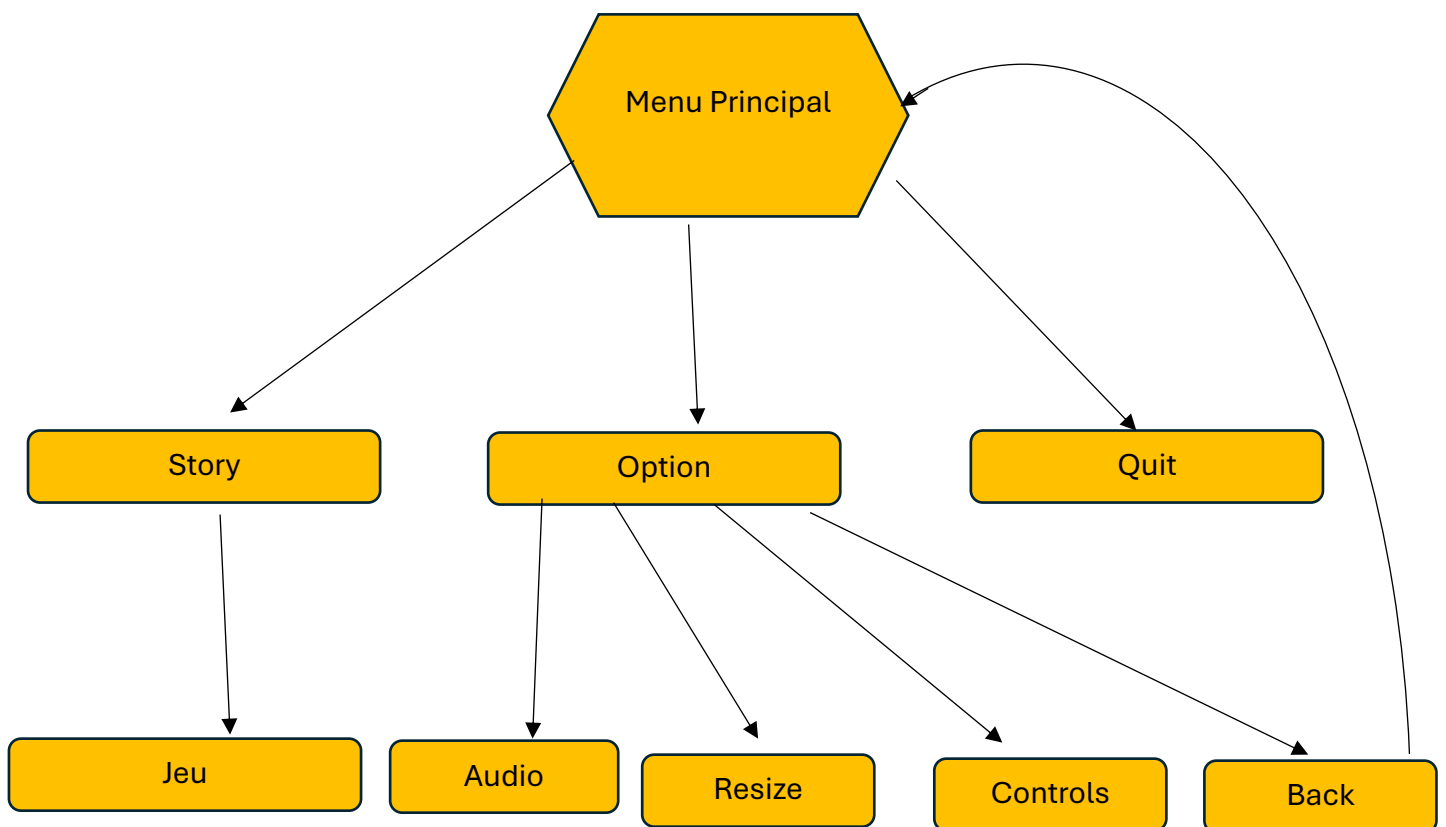 Menu Principal
Story
Option
Quit
Jeu
Audio
Resize
Controls
Back